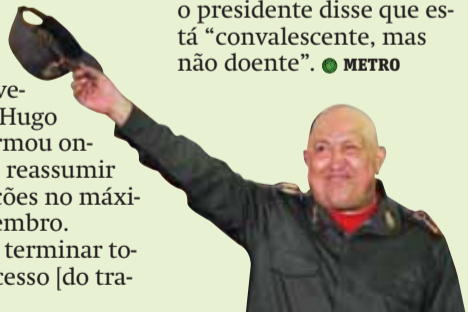 ve-
Hugo
rmou on-
reassumir
ções no máxi-
embro.
terminar to-
cesso [do tra-
o presidente disse que es-
tá “convalescente, mas
não doente”. METRO